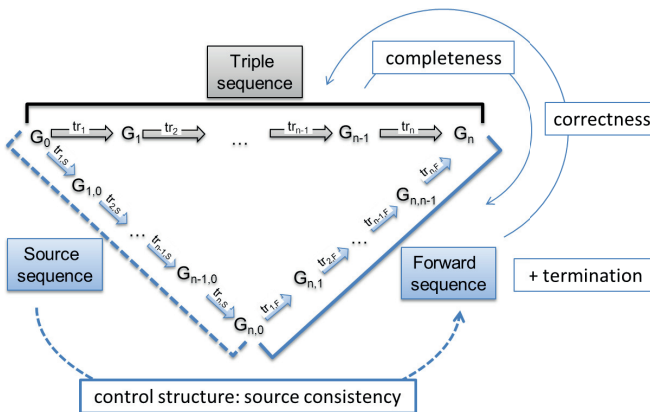 Triple
sequence
completeness
correctness
G0 tr1 G1 tr2 ... trn-1 Gn-1 trn Gn
tr1,S
trn,F
G1,0
Gn,n-1
tr2,S
trn-1,F
...
...
trn-1,S
tr2,F
Source
sequence
Gn-1,0
Gn,1
Forward
sequence
+ termination
trn,S
tr1,F
Gn,0
control structure: source consistency